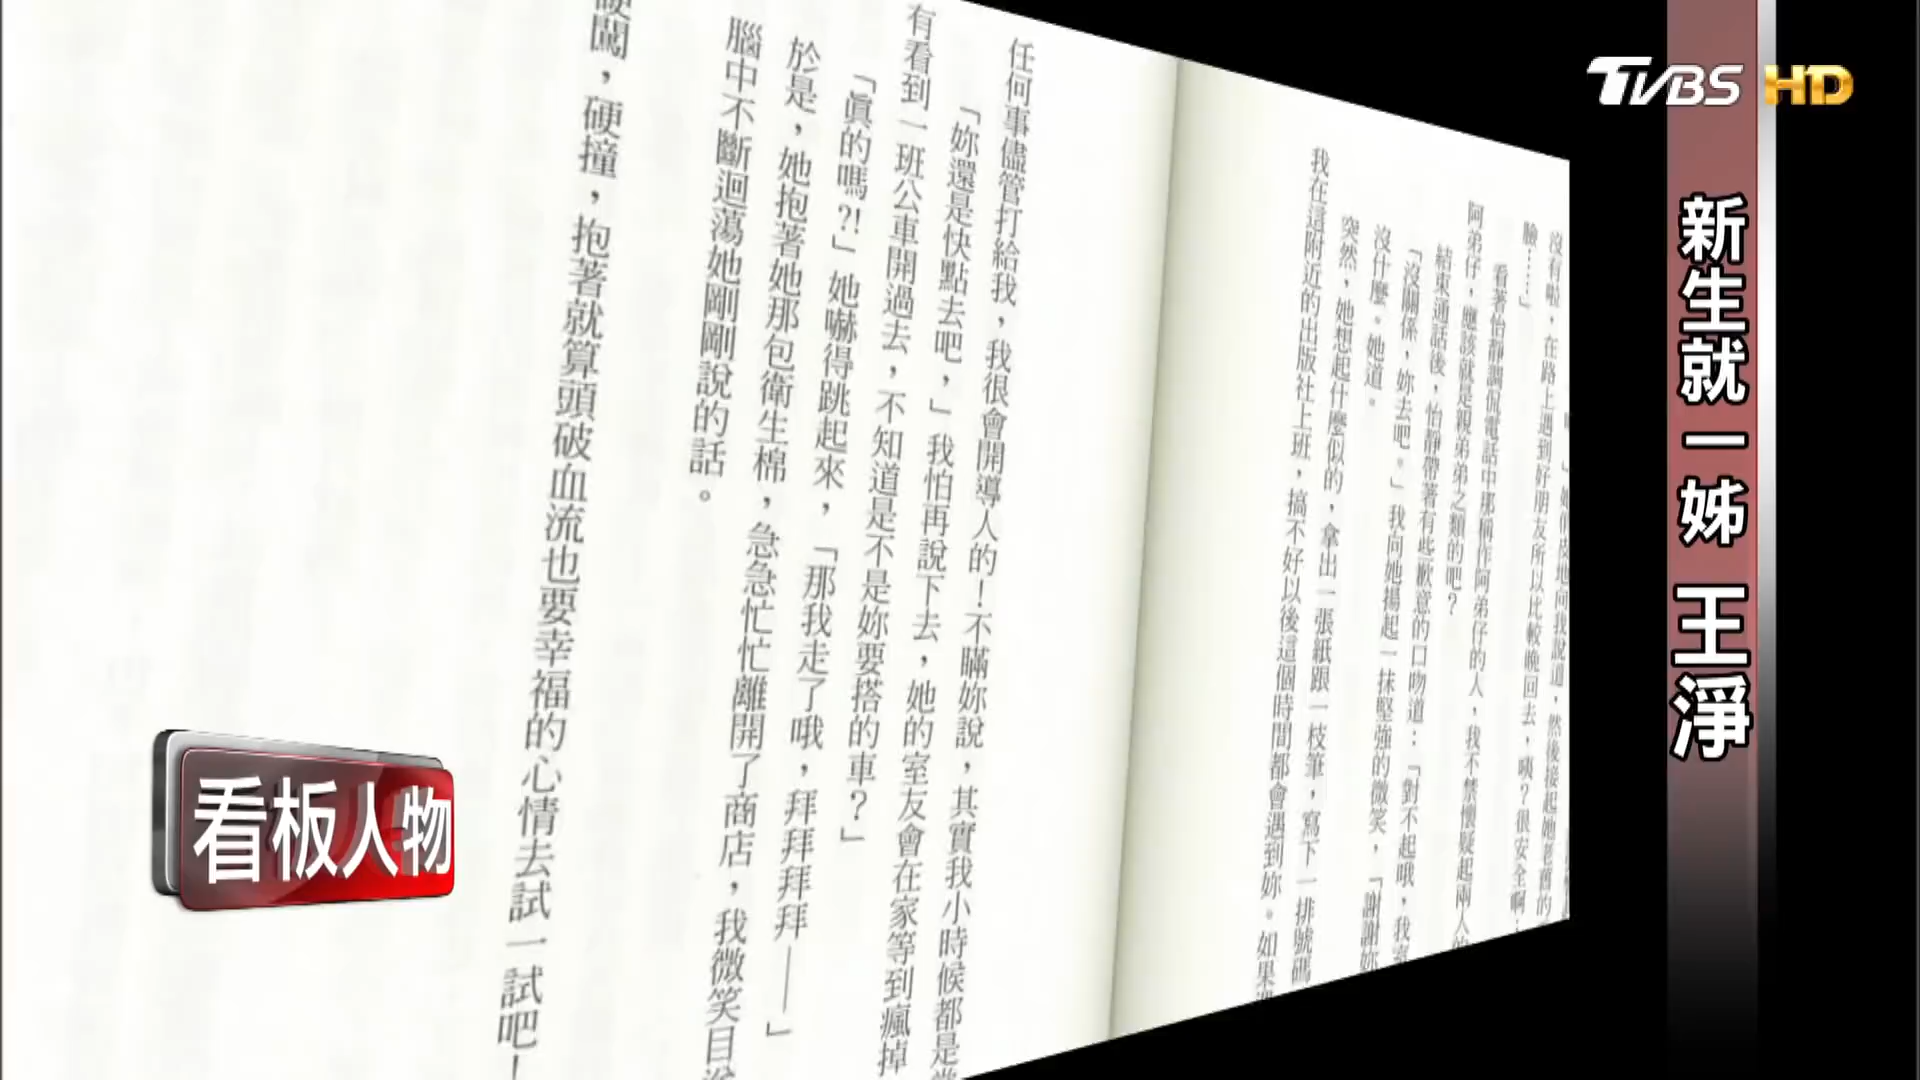 TVBS HD
新生就一姊 王淨
沒有啦，在路上遇到好朋友所以比較晚回去，咦？很安全啊
臉……」
看著怡靜調侃電話中那稱作阿弟仔的人，我不禁懷疑起兩人的
阿弟仔，應該就是親弟弟之類的吧？
結束通話後，怡靜帶著有些歉意的口吻道：「對不起哦，我
「沒關係，妳去吧。」我向她揚起一抹堅強的微笑，「謝謝妳
沒什麼。她道。
突然，她想起什麼似的，拿出一張紙跟一枝筆，寫下一排號碼
我在這附近的出版社上班，搞不好以後這個時間都會遇到妳。如果
任何事儘管打給我，我很會開導人的！不瞞妳說，其實我小時候都是
「妳還是快點去吧，」我怕再說下去，她的室友會在家等到瘋掉
有看到一班公車開過去，不知道是不是妳要搭的車？」
「真的嗎？！」她嚇得跳起來，「那我走了哦，拜拜拜拜——」
於是，她抱著她那包衛生棉，急急忙忙離開了商店，我微笑目
腦中不斷迴蕩她剛剛說的話。
硬闖，硬撞，抱著就算頭破血流也要幸福的心情去試一試吧！
看板人物